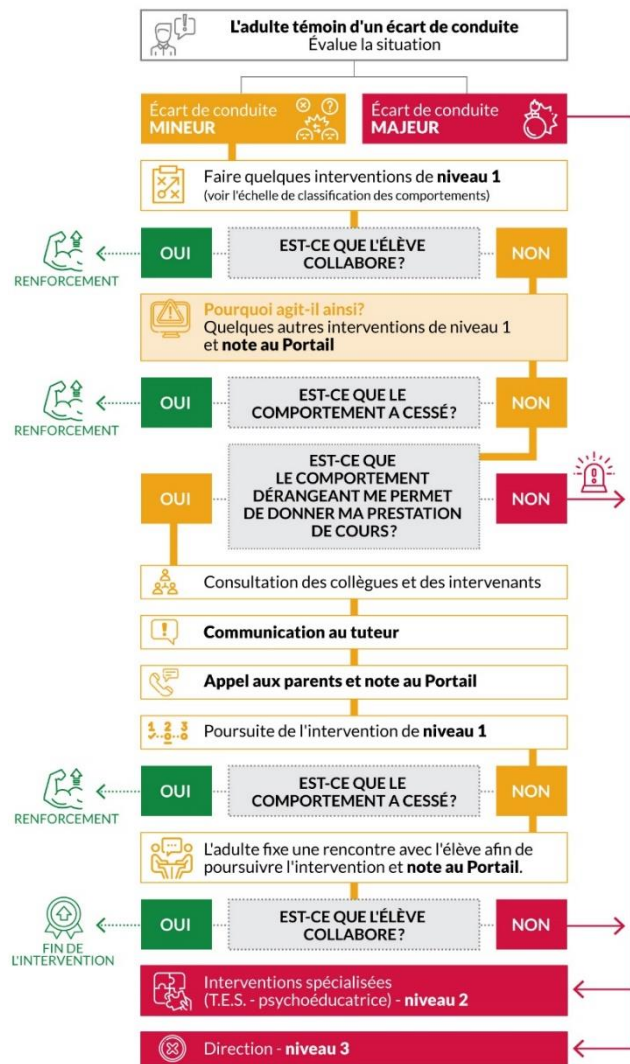 L'adulte témoin d'un écart de conduite
Évalue la situation
Écart de conduite
MINEUR
Écart de conduite
MAJEUR
Faire quelques interventions de niveau 1
(voir l'échelle de classification des comportements)
RENFORCEMENT
OUI
EST-CE QUE L'ÉLÈVE
COLLABORE?
NON
Pourquoi agit-il ainsi?
Quelques autres interventions de niveau 1
et note au Portail
RENFORCEMENT
OUI
EST-CE QUE LE
COMPORTEMENT A CESSÉ?
NON
OUI
EST-CE QUE
LE COMPORTEMENT
DÉRANGEANT ME PERMET
DE DONNER MA PRESTATION
DE COURS?
NON
Consultation des collègues et des intervenants
Communication au tuteur
Appel aux parents et note au Portail
1 2 3
Poursuite de l'intervention de niveau 1
RENFORCEMENT
OUI
EST-CE QUE LE
COMPORTEMENT A CESSÉ?
NON
L'adulte fixe une rencontre avec l'élève afin de
poursuivre l'intervention et note au Portail.
FIN DE
L'INTERVENTION
OUI
EST-CE QUE L'ÉLÈVE
COLLABORE?
NON
Interventions spécialisées
(T.E.S. - psychoéducatrice) - niveau 2
Direction - niveau 3